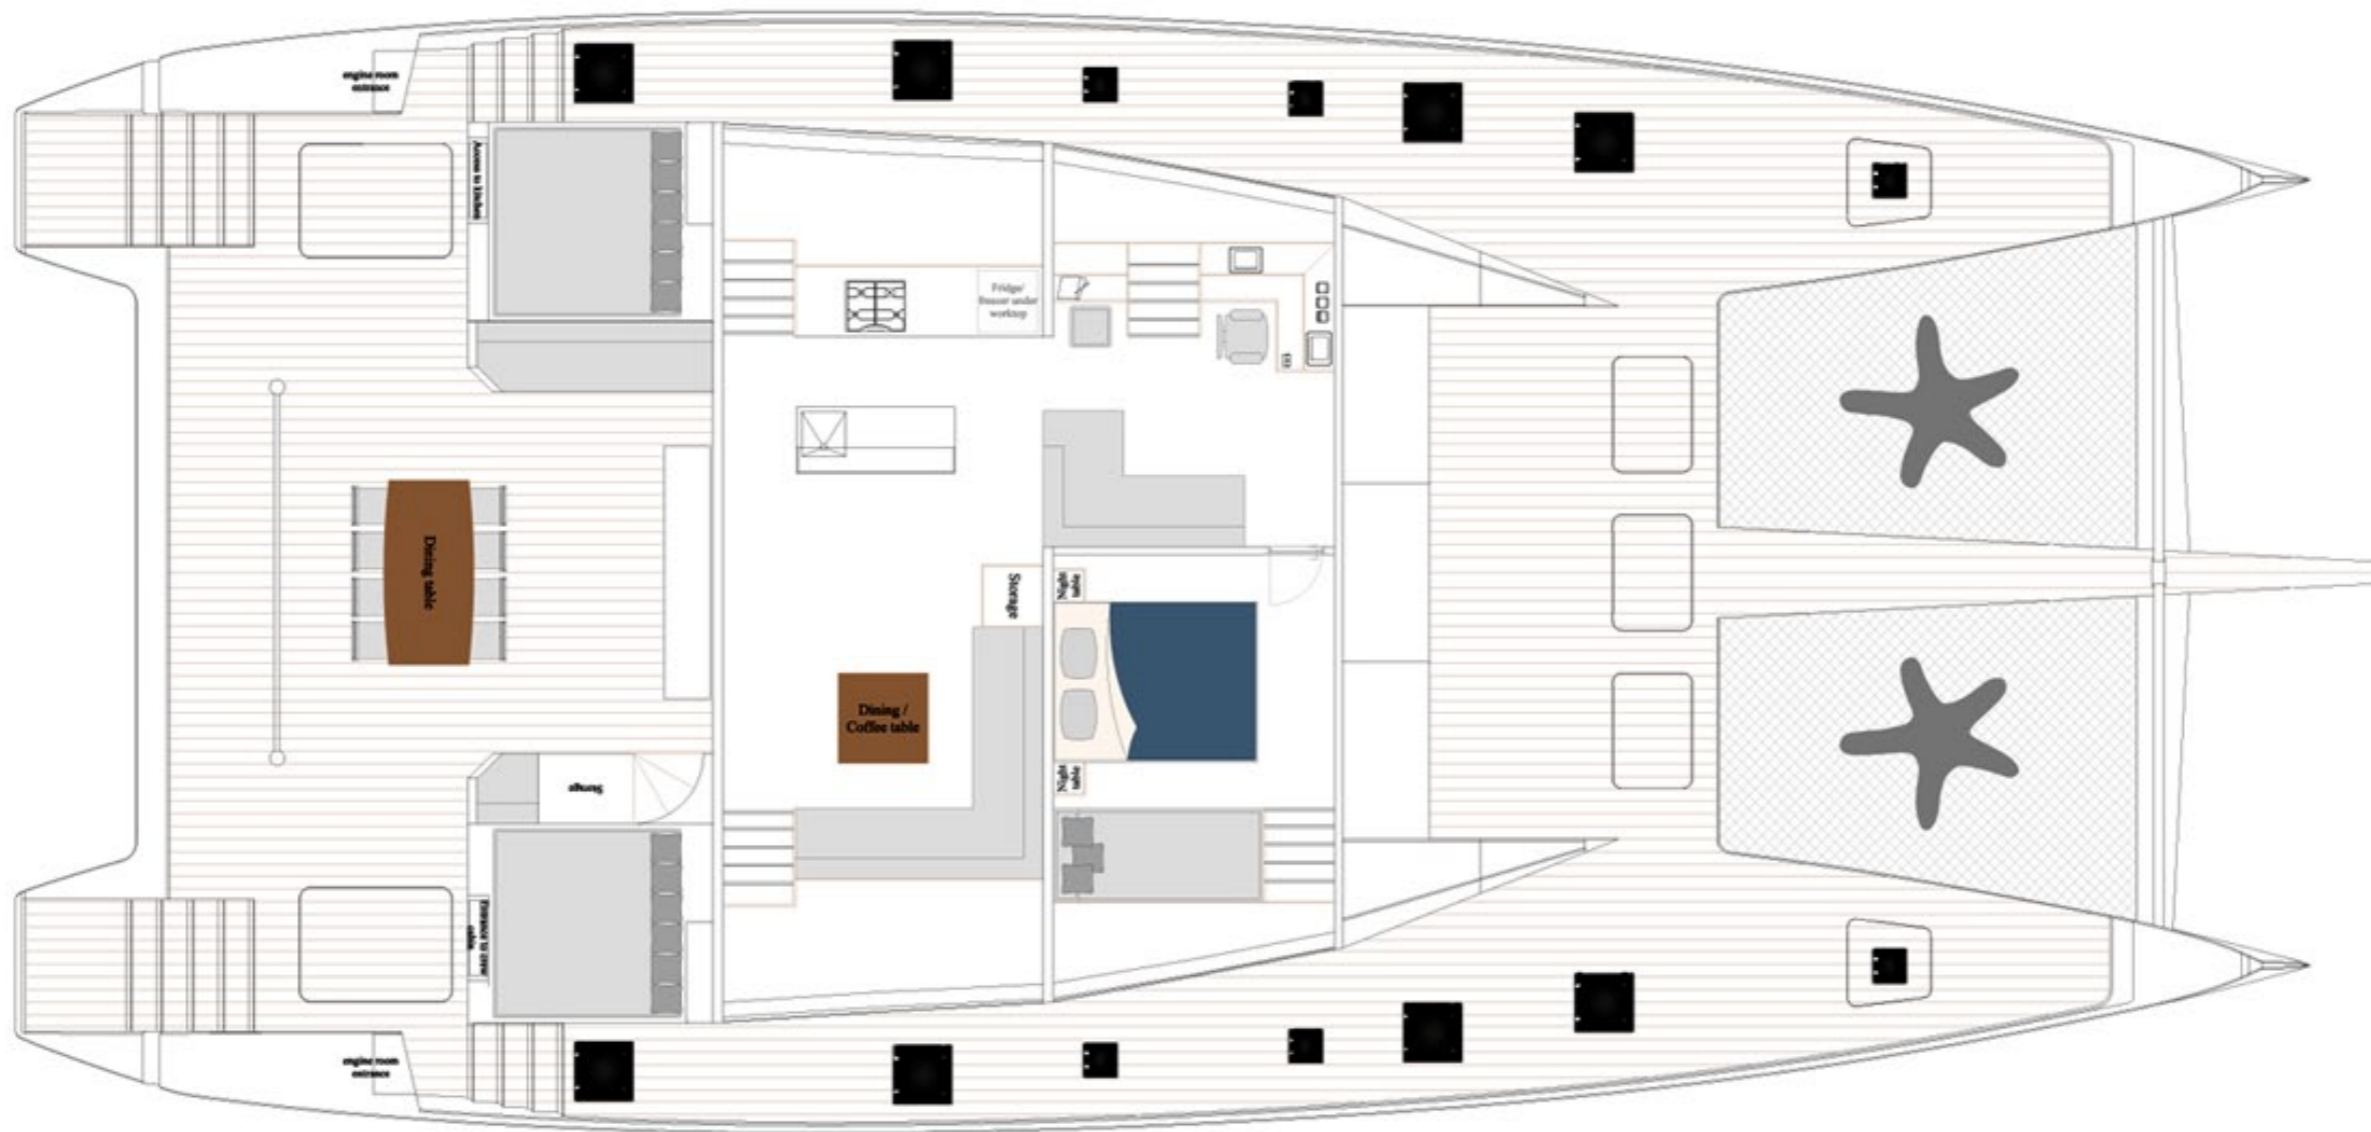 engine room
entrance
Access to kitchen
Fridge/
freezer under
worktop
Dining table
Storage
Night
table
Dining /
Coffee table
Night
table
Storage
Entrance to crew
cabin
engine room
entrance